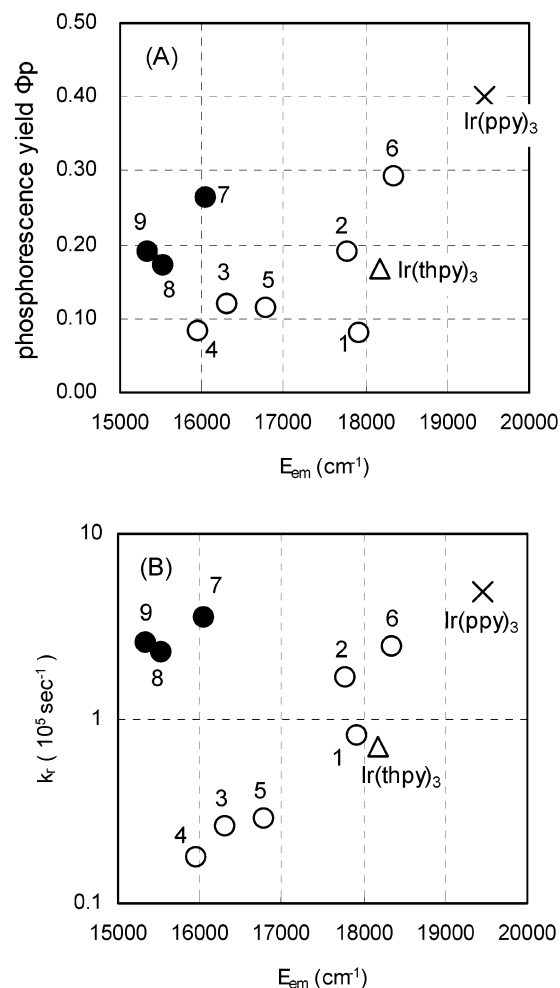 (A)
phosphorescence yield Φp
0.50
0.40
0.30
0.20
0.10
0.00
Ir(ppy)₃
6
7
9
2
Ir(thpy)₃
8
3
5
4
1
15000 16000 17000 18000 19000 20000
E_em (cm⁻¹)
(B)
k_r ( 10⁵ sec⁻¹ )
10
1
0.1
7
9
8
6
Ir(ppy)₃
2
1
Ir(thpy)₃
5
3
4
15000 16000 17000 18000 19000 20000
E_em (cm⁻¹)